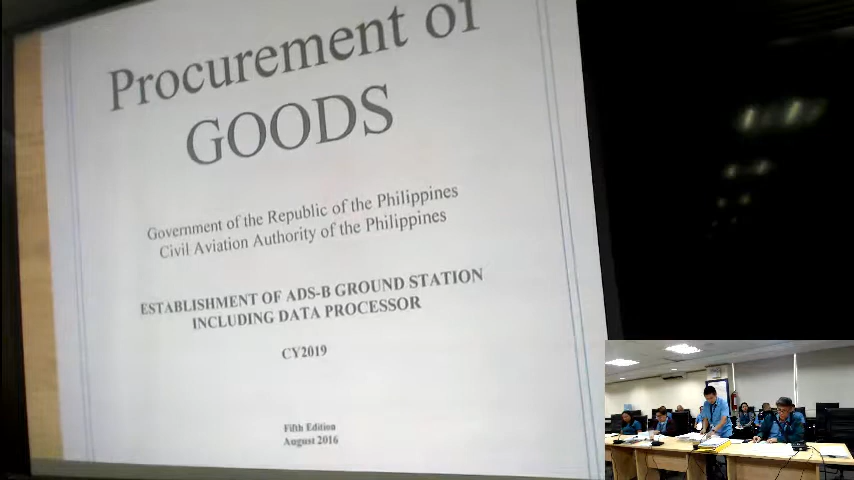 Procurement of
GOODS
Government of the Republic of the Philippines
Civil Aviation Authority of the Philippines
ESTABLISHMENT OF ADS-B GROUND STATION
INCLUDING DATA PROCESSOR
CY2019
Fifth Edition
August 2016